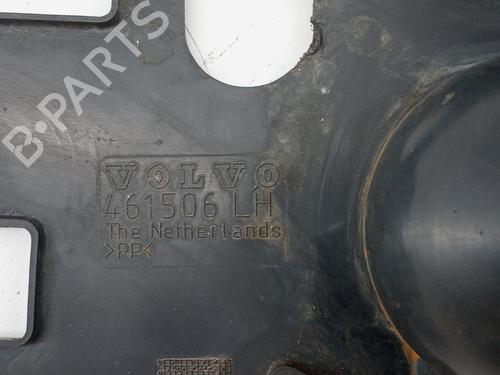 B-PARTS
VOLVO
461506 LH
The Netherlands
>PP<